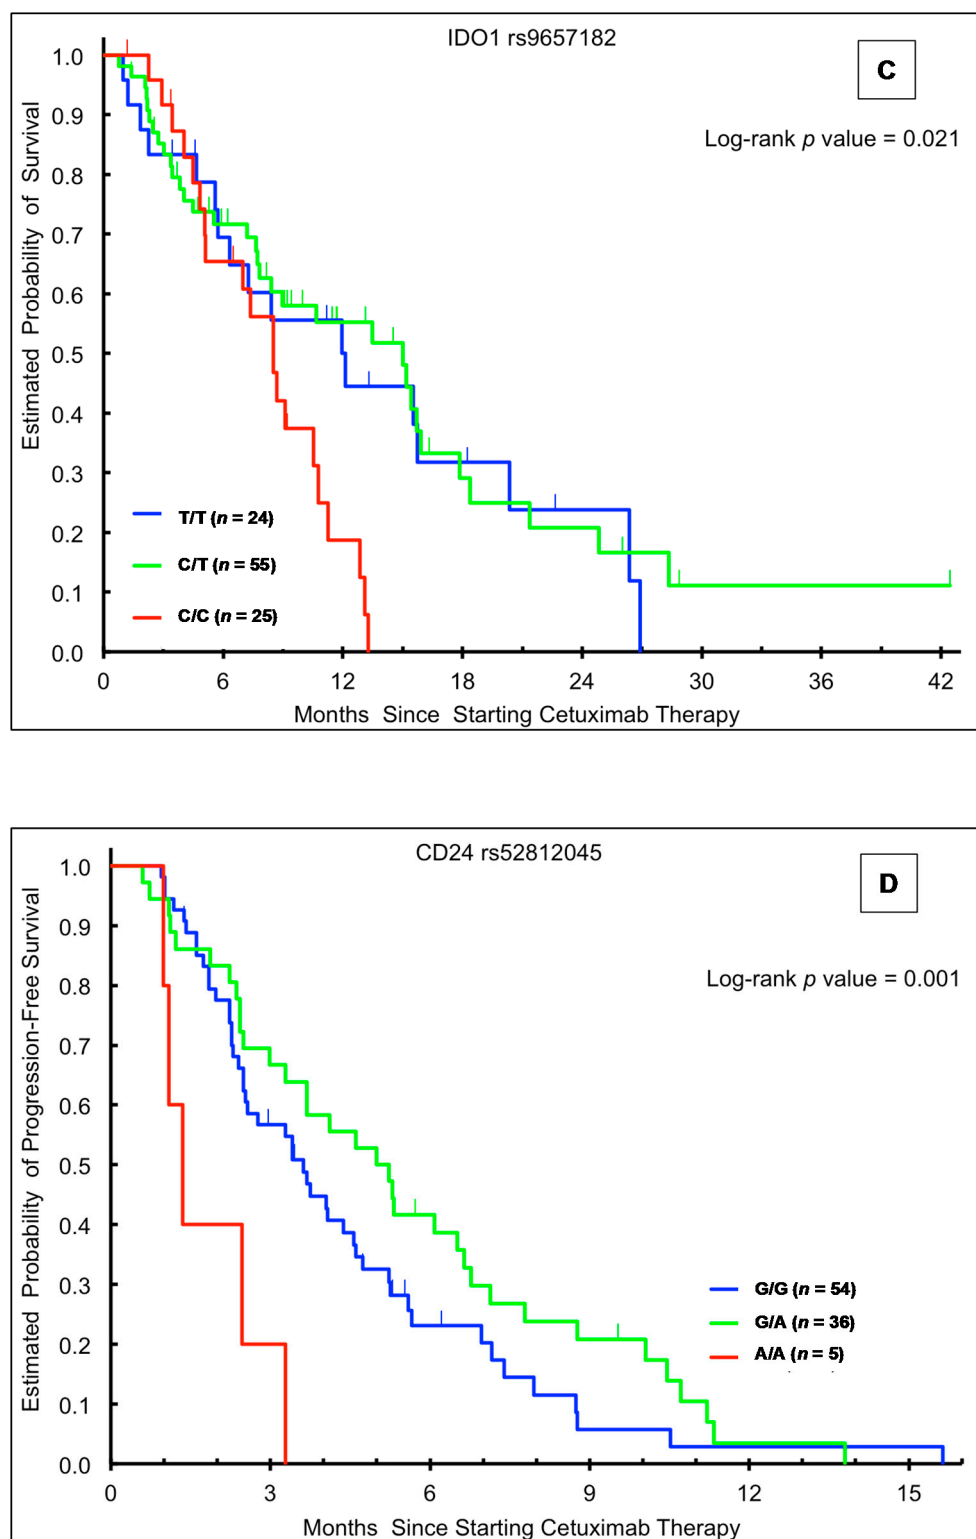 IDO1 rs9657182
C
Log-rank p value = 0.021
Estimated Probability of Survival
1.0
0.9
0.8
0.7
0.6
0.5
0.4
0.3
0.2
0.1
0.0
T/T (n = 24)
C/T (n = 55)
C/C (n = 25)
0 6 12 18 24 30 36 42
Months Since Starting Cetuximab Therapy
CD24 rs52812045
D
Log-rank p value = 0.001
Estimated Probability of Progression-Free Survival
1.0
0.9
0.8
0.7
0.6
0.5
0.4
0.3
0.2
0.1
0.0
G/G (n = 54)
G/A (n = 36)
A/A (n = 5)
0 3 6 9 12 15
Months Since Starting Cetuximab Therapy